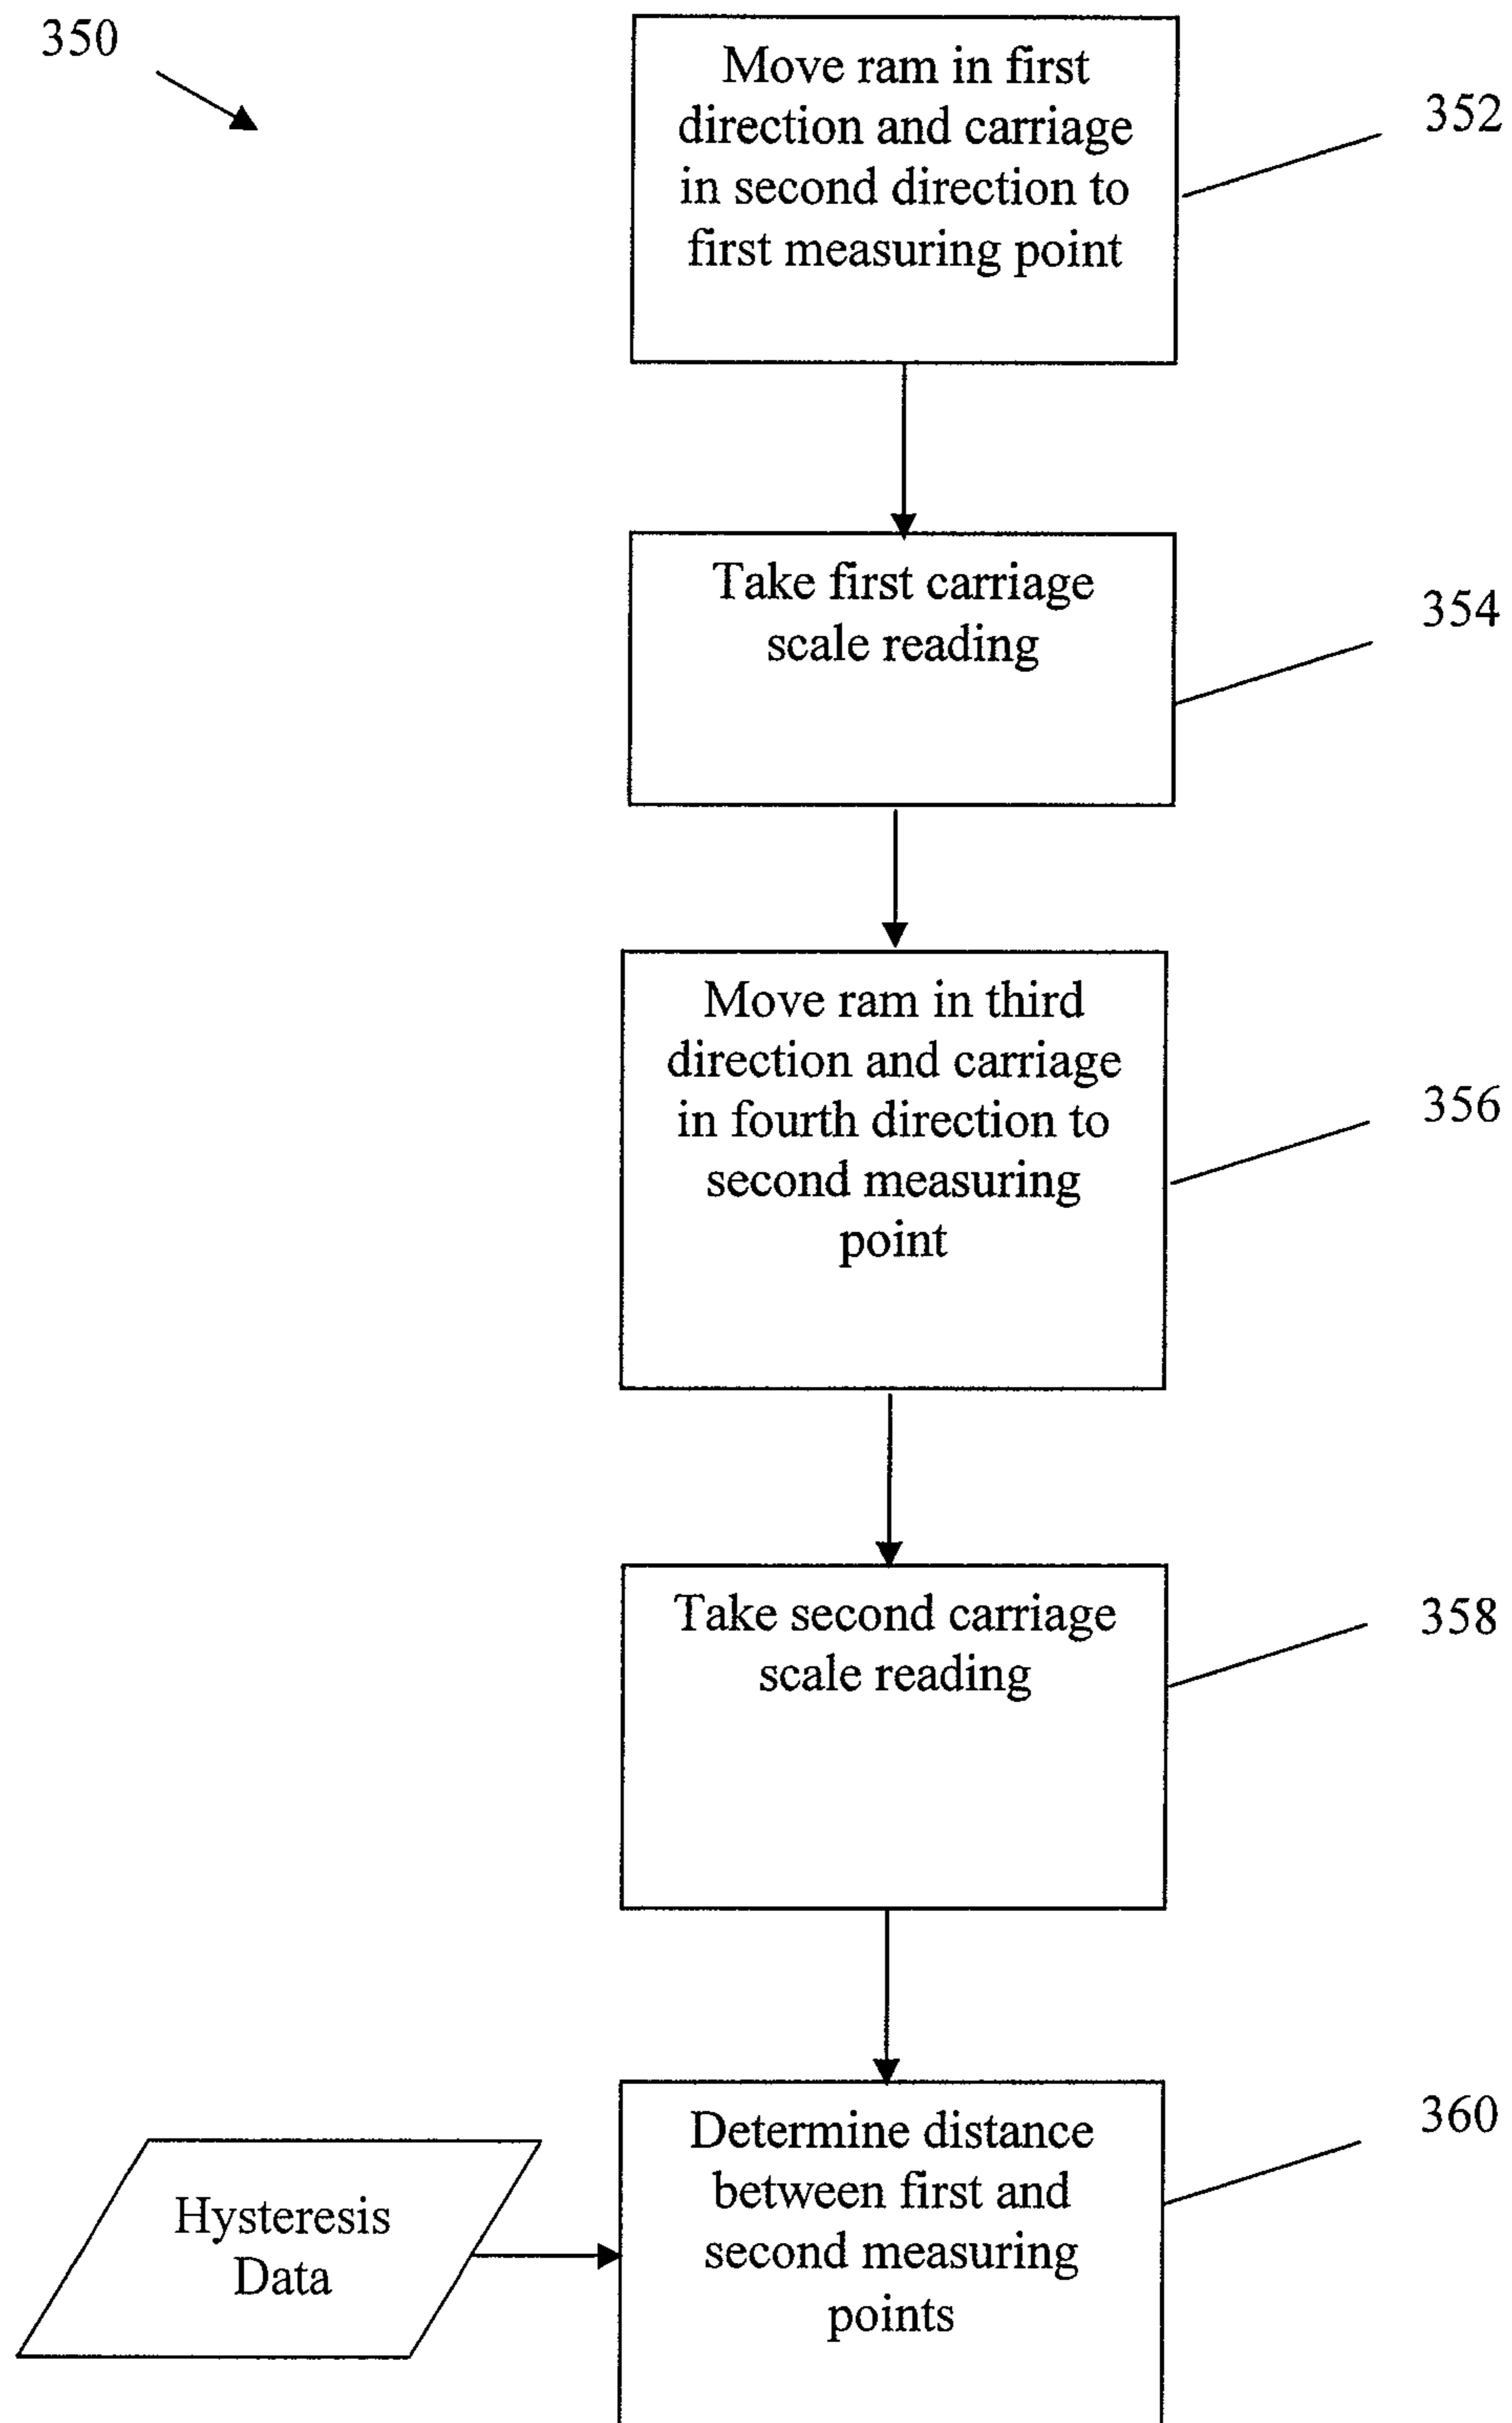 350
Move ram in first
direction and carriage
in second direction to
first measuring point
352
Take first carriage
scale reading
354
Move ram in third
direction and carriage
in fourth direction to
second measuring
point
356
Take second carriage
scale reading
358
Hysteresis
Data
Determine distance
between first and
second measuring
points
360